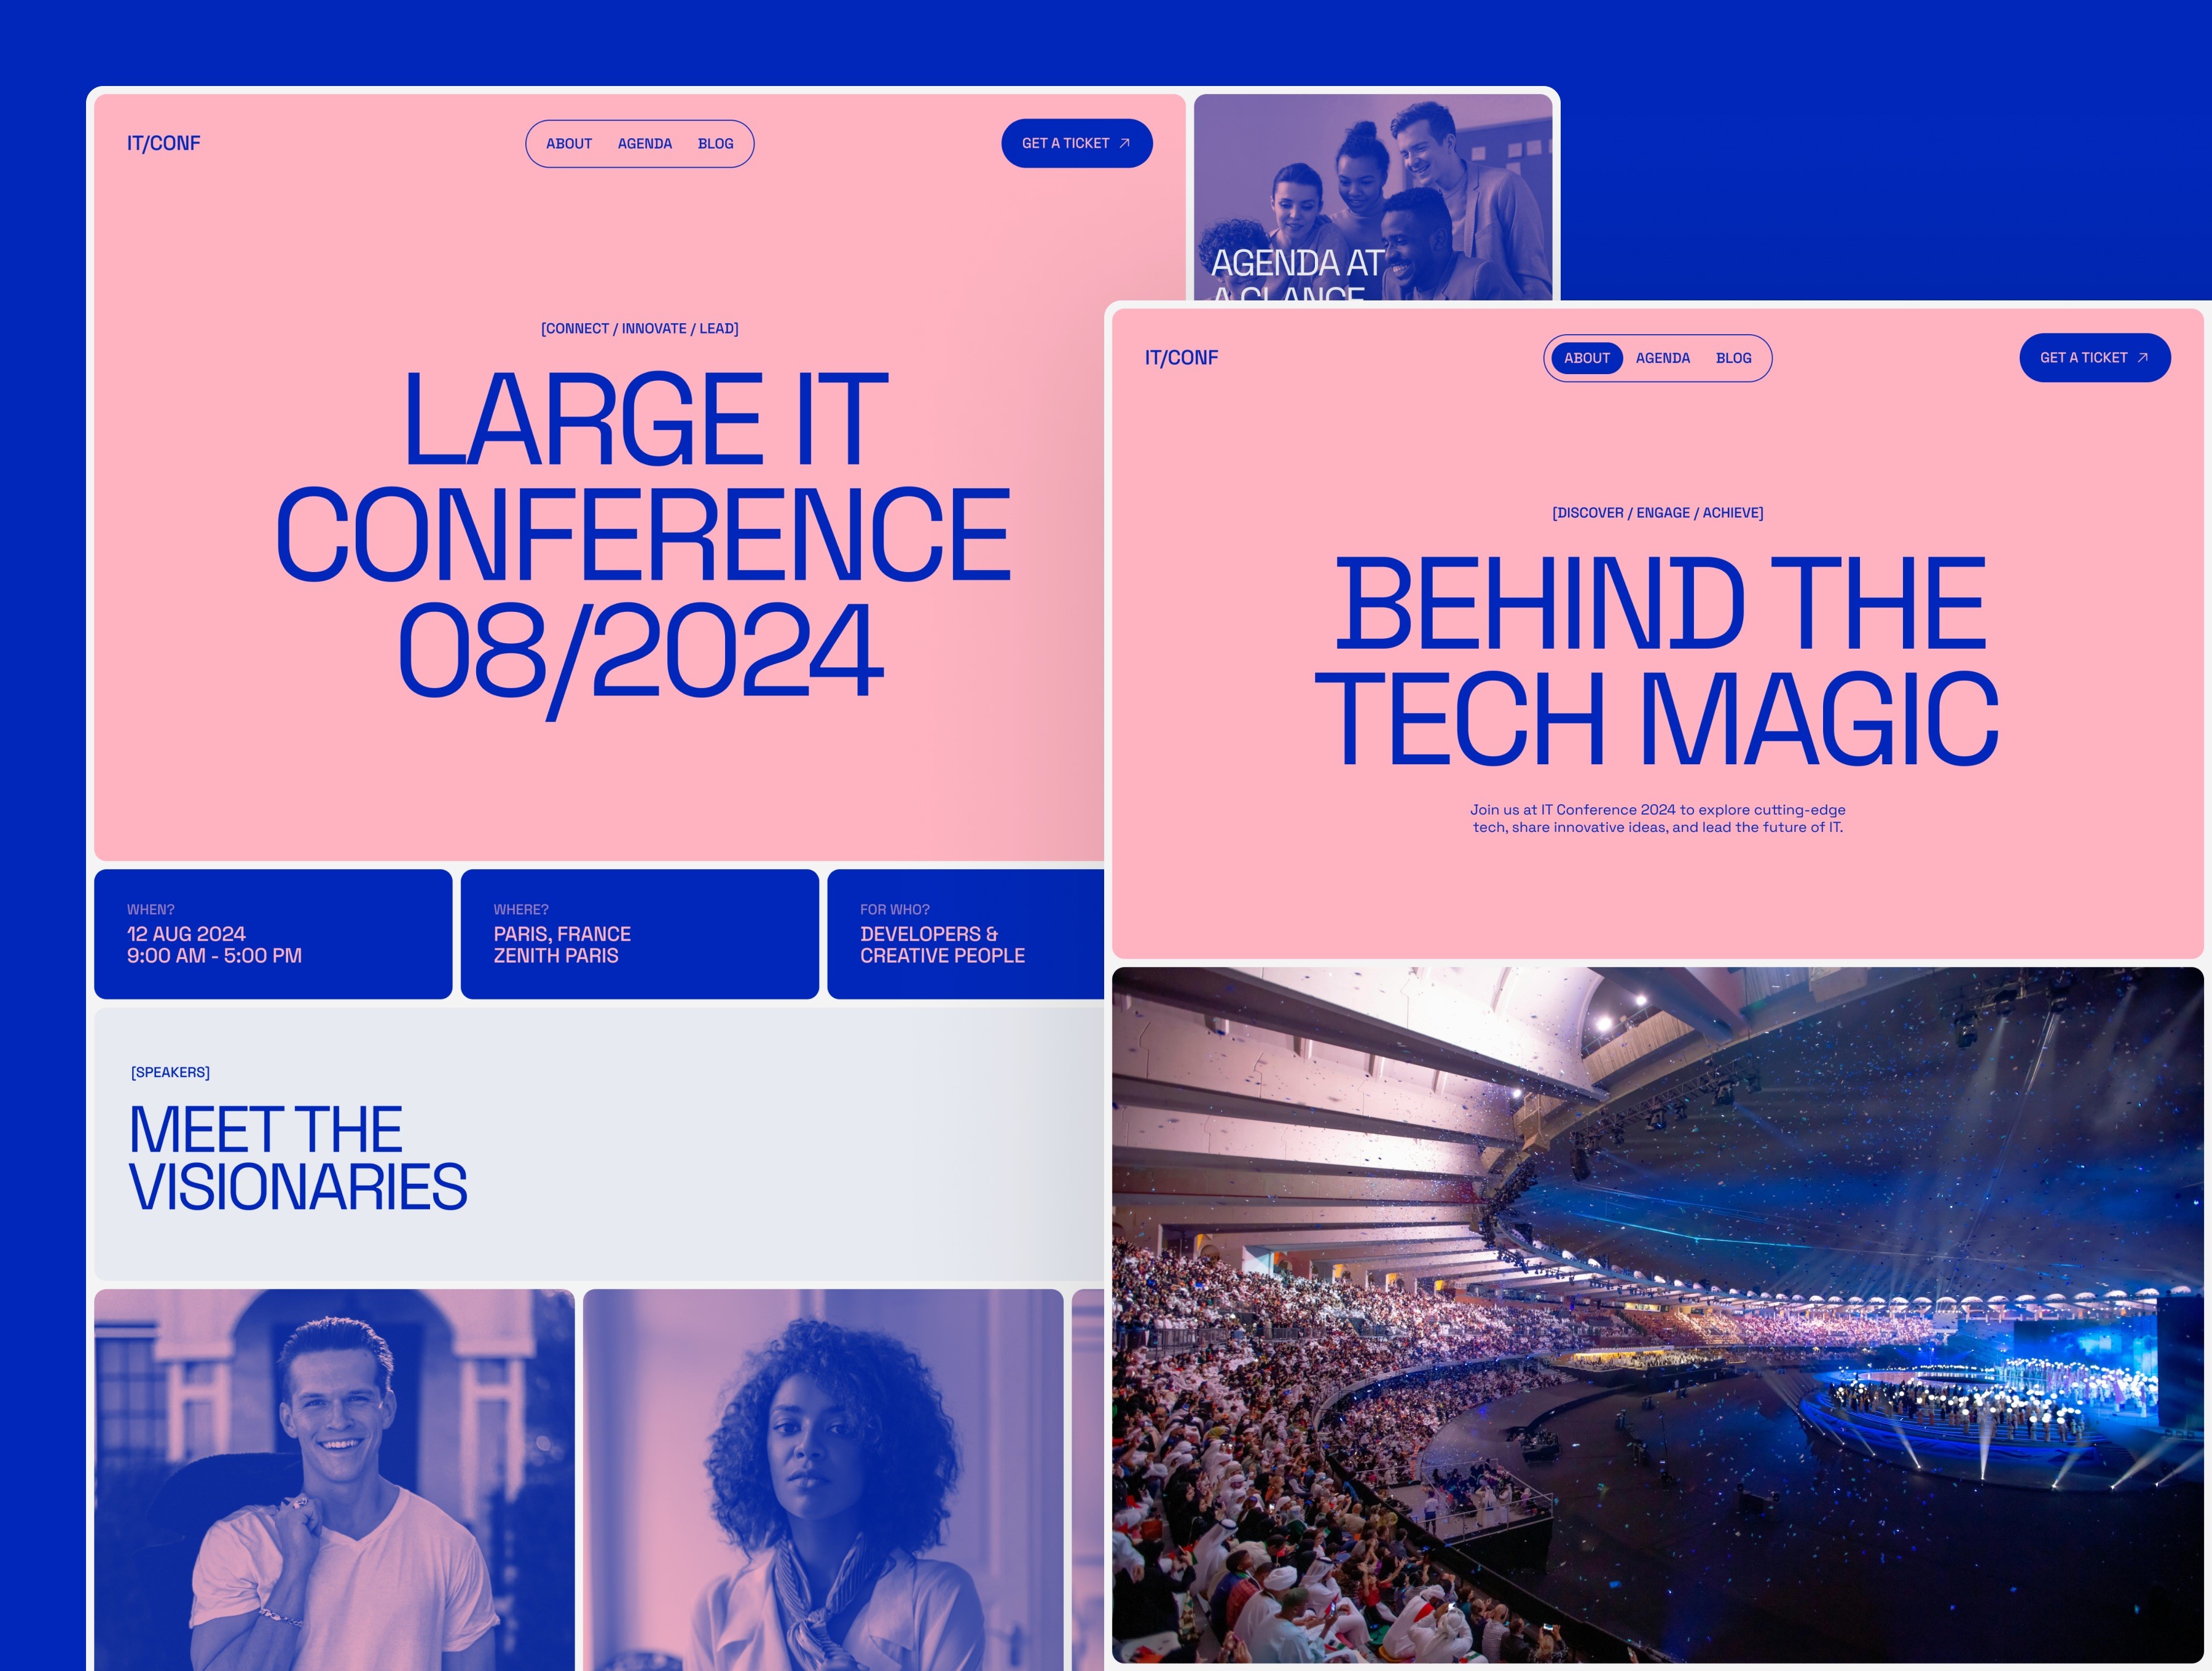 IT/CONF
ABOUT AGENDA BLOG
GET A TICKET
[CONNECT / INNOVATE / LEAD]
LARGE IT
CONFERENCE
08/2024
AGENDA AT
A GLANCE
WHEN?
12 AUG 2024
9:00 AM - 5:00 PM
WHERE?
PARIS, FRANCE
ZENITH PARIS
FOR WHO?
DEVELOPERS &
CREATIVE PEOPLE
[SPEAKERS]
MEET THE
VISIONARIES
IT/CONF
ABOUT AGENDA BLOG
GET A TICKET
[DISCOVER / ENGAGE / ACHIEVE]
BEHIND THE
TECH MAGIC
Join us at IT Conference 2024 to explore cutting-edge
tech, share innovative ideas, and lead the future of IT.